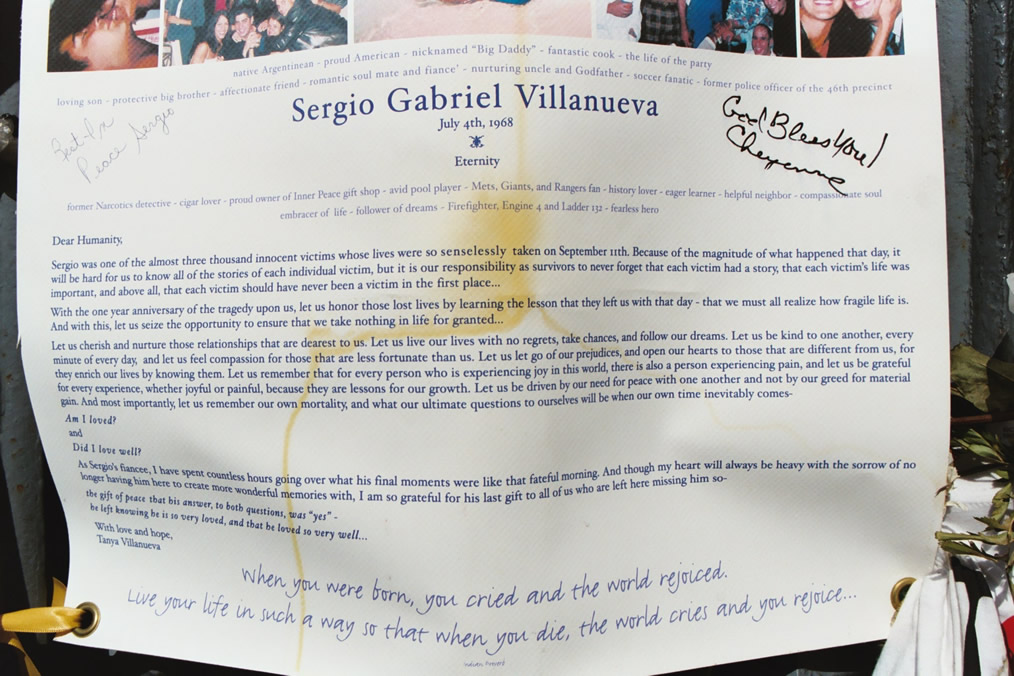 native Argentinean - proud American - nicknamed "Big Daddy" - fantastic cook - the life of the party
loving son - protective big brother - affectionate friend - romantic soul mate and fiance' - nurturing uncle and Godfather - soccer fanatic - former police officer of the 46th precinct
Sergio Gabriel Villanueva
July 4th, 1968
Eternity
Rest In
Peace Sergio
God Bless You!
Cheyenne
former Narcotics detective - cigar lover - proud owner of Inner Peace gift shop - avid pool player - Mets, Giants, and Rangers fan - history lover - eager learner - helpful neighbor - compassionate soul
embracer of life - follower of dreams - Firefighter, Engine 4 and Ladder 132 - fearless hero
Dear Humanity,
Sergio was one of the almost three thousand innocent victims whose lives were so senselessly taken on September 11th. Because of the magnitude of what happened that day, it
will be hard for us to know all of the stories of each individual victim, but it is our responsibility as survivors to never forget that each victim had a story, that each victim's life was
important, and above all, that each victim should have never been a victim in the first place...
With the one year anniversary of the tragedy upon us, let us honor those lost lives by learning the lesson that they left us with that day - that we must all realize how fragile life is.
And with this, let us seize the opportunity to ensure that we take nothing in life for granted...
Let us cherish and nurture those relationships that are dearest to us. Let us live our lives with no regrets, take chances, and follow our dreams. Let us be kind to one another, every
minute of every day, and let us feel compassion for those that are less fortunate than us. Let us let go of our prejudices, and open our hearts to those that are different from us, for
they enrich our lives by knowing them. Let us remember that for every person who is experiencing joy in this world, there is also a person experiencing pain, and let us be grateful
for every experience, whether joyful or painful, because they are lessons for our growth. Let us be driven by our need for peace with one another and not by our greed for material
gain. And most importantly, let us remember our own mortality, and what our ultimate questions to ourselves will be when our own time inevitably comes-
Am I loved?
and
Did I love well?
As Sergio's fiancee, I have spent countless hours going over what his final moments were like that fateful morning. And though my heart will always be heavy with the sorrow of no
longer having him here to create more wonderful memories with, I am so grateful for his last gift to all of us who are left here missing him so-
the gift of peace that his answer, to both questions, was "yes" -
he left knowing he is so very loved, and that he loved so very well...
With love and hope,
Tanya Villanueva
When you were born, you cried and the world rejoiced.
Live your life in such a way so that when you die, the world cries and you rejoice...
Indian Proverb